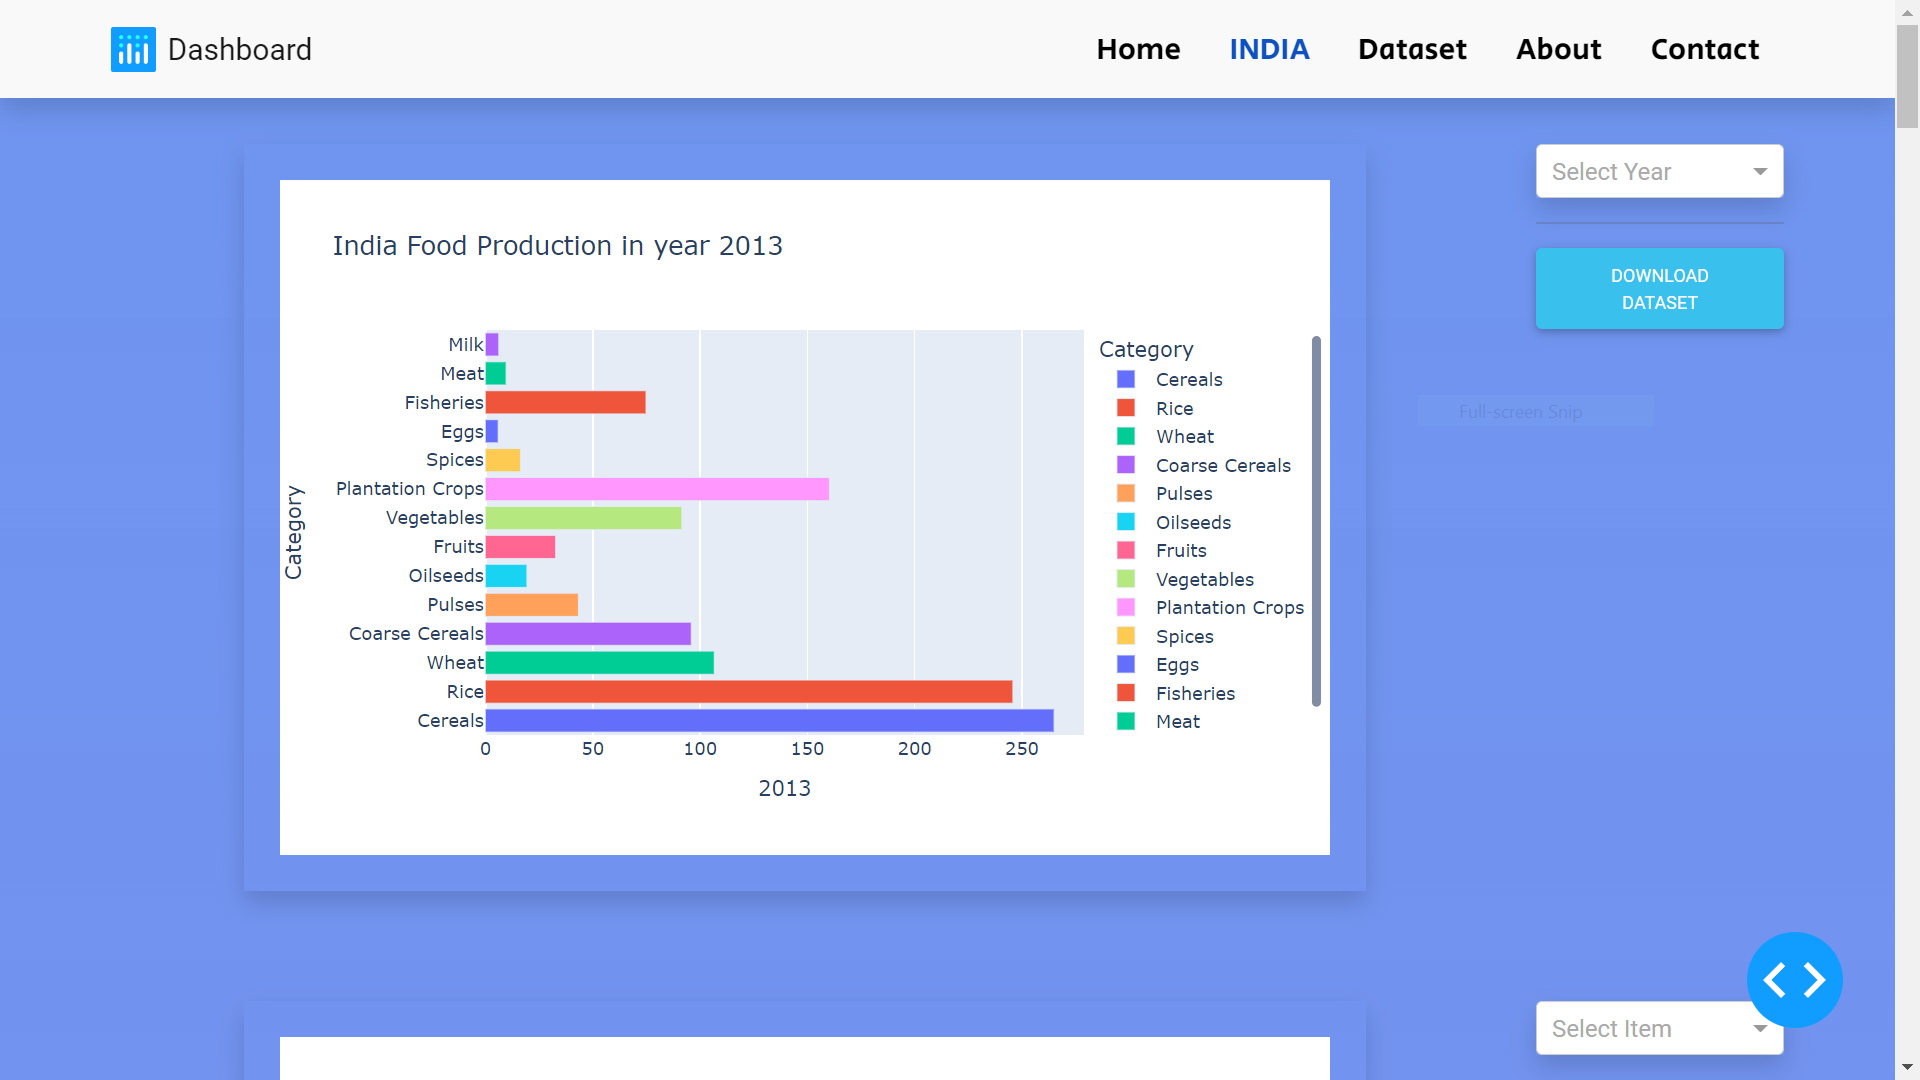 Dashboard
Home INDIA Dataset About Contact
Select Year
DOWNLOAD
DATASET
Full-screen Snip
India Food Production in year 2013
Category
Milk
Meat
Fisheries
Eggs
Spices
Plantation Crops
Vegetables
Fruits
Oilseeds
Pulses
Coarse Cereals
Wheat
Rice
Cereals
0 50 100 150 200 250
2013
Category
Cereals
Rice
Wheat
Coarse Cereals
Pulses
Oilseeds
Fruits
Vegetables
Plantation Crops
Spices
Eggs
Fisheries
Meat
Select Item